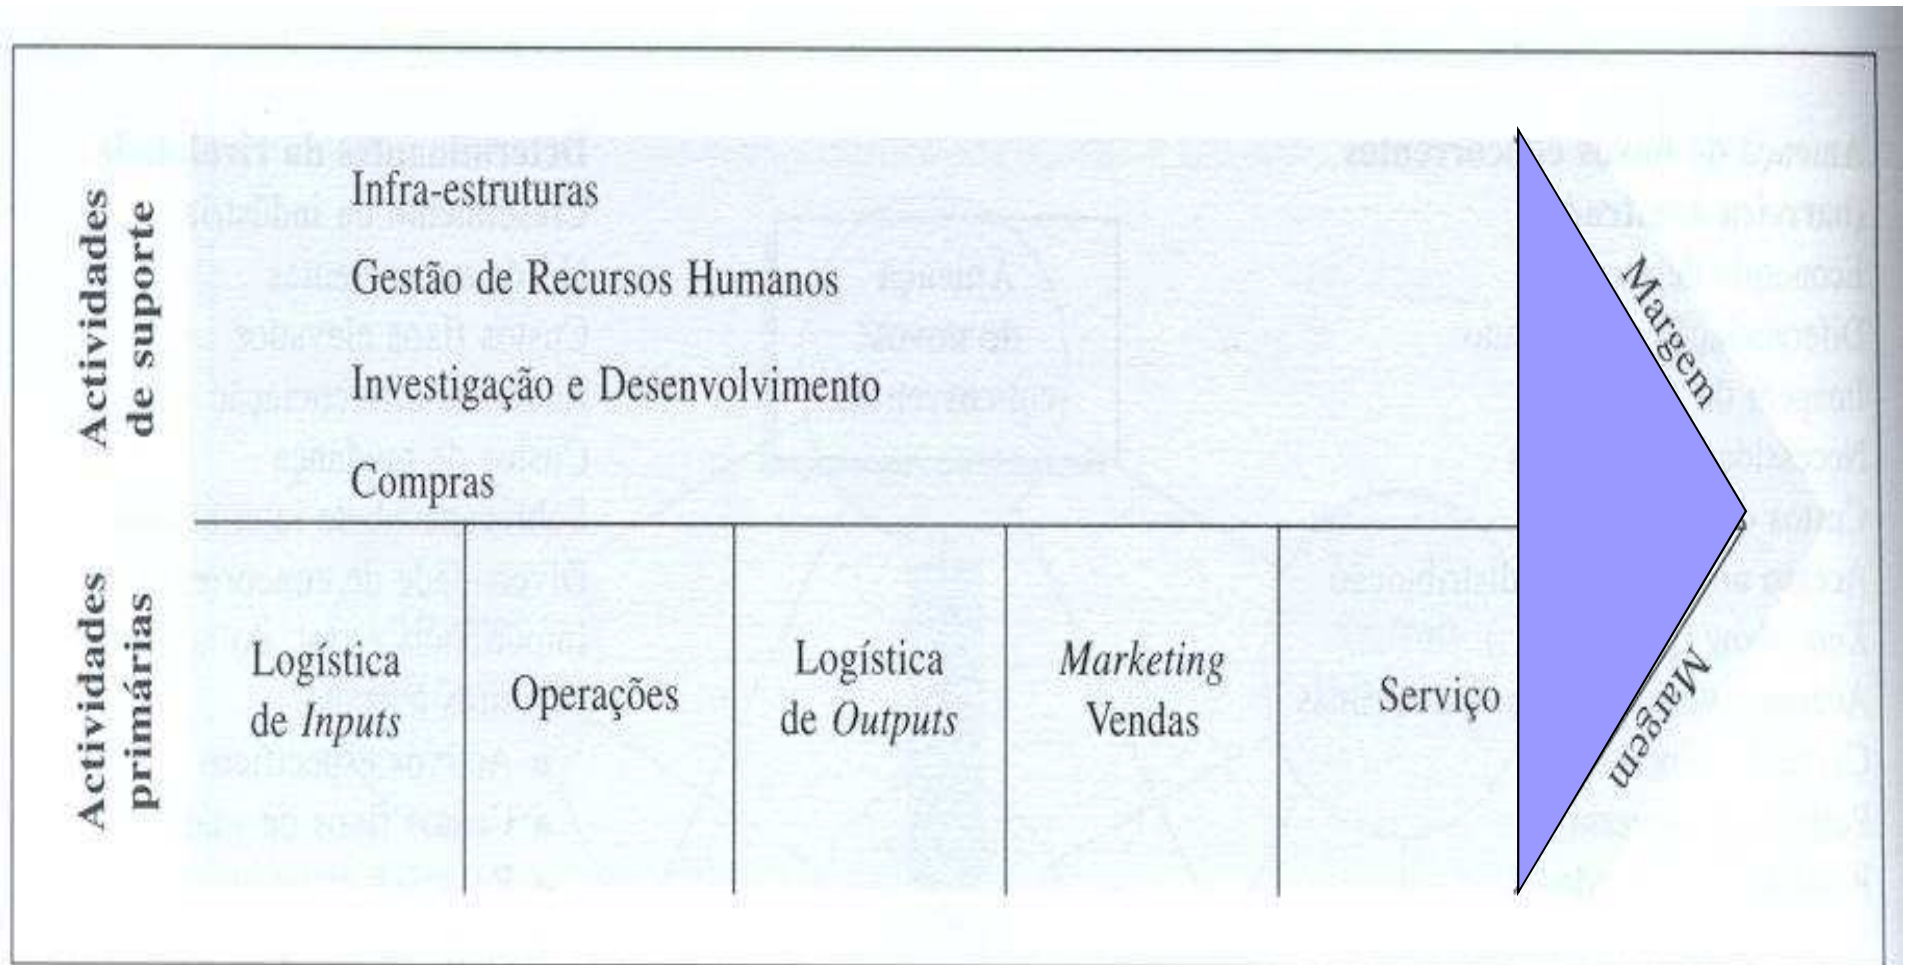 Actividades
de suporte
Infra-estruturas
Gestão de Recursos Humanos
Investigação e Desenvolvimento
Compras
Margem
Actividades
primárias
Logística
de Inputs
Operações
Logística
de Outputs
Marketing
Vendas
Serviço
Margem